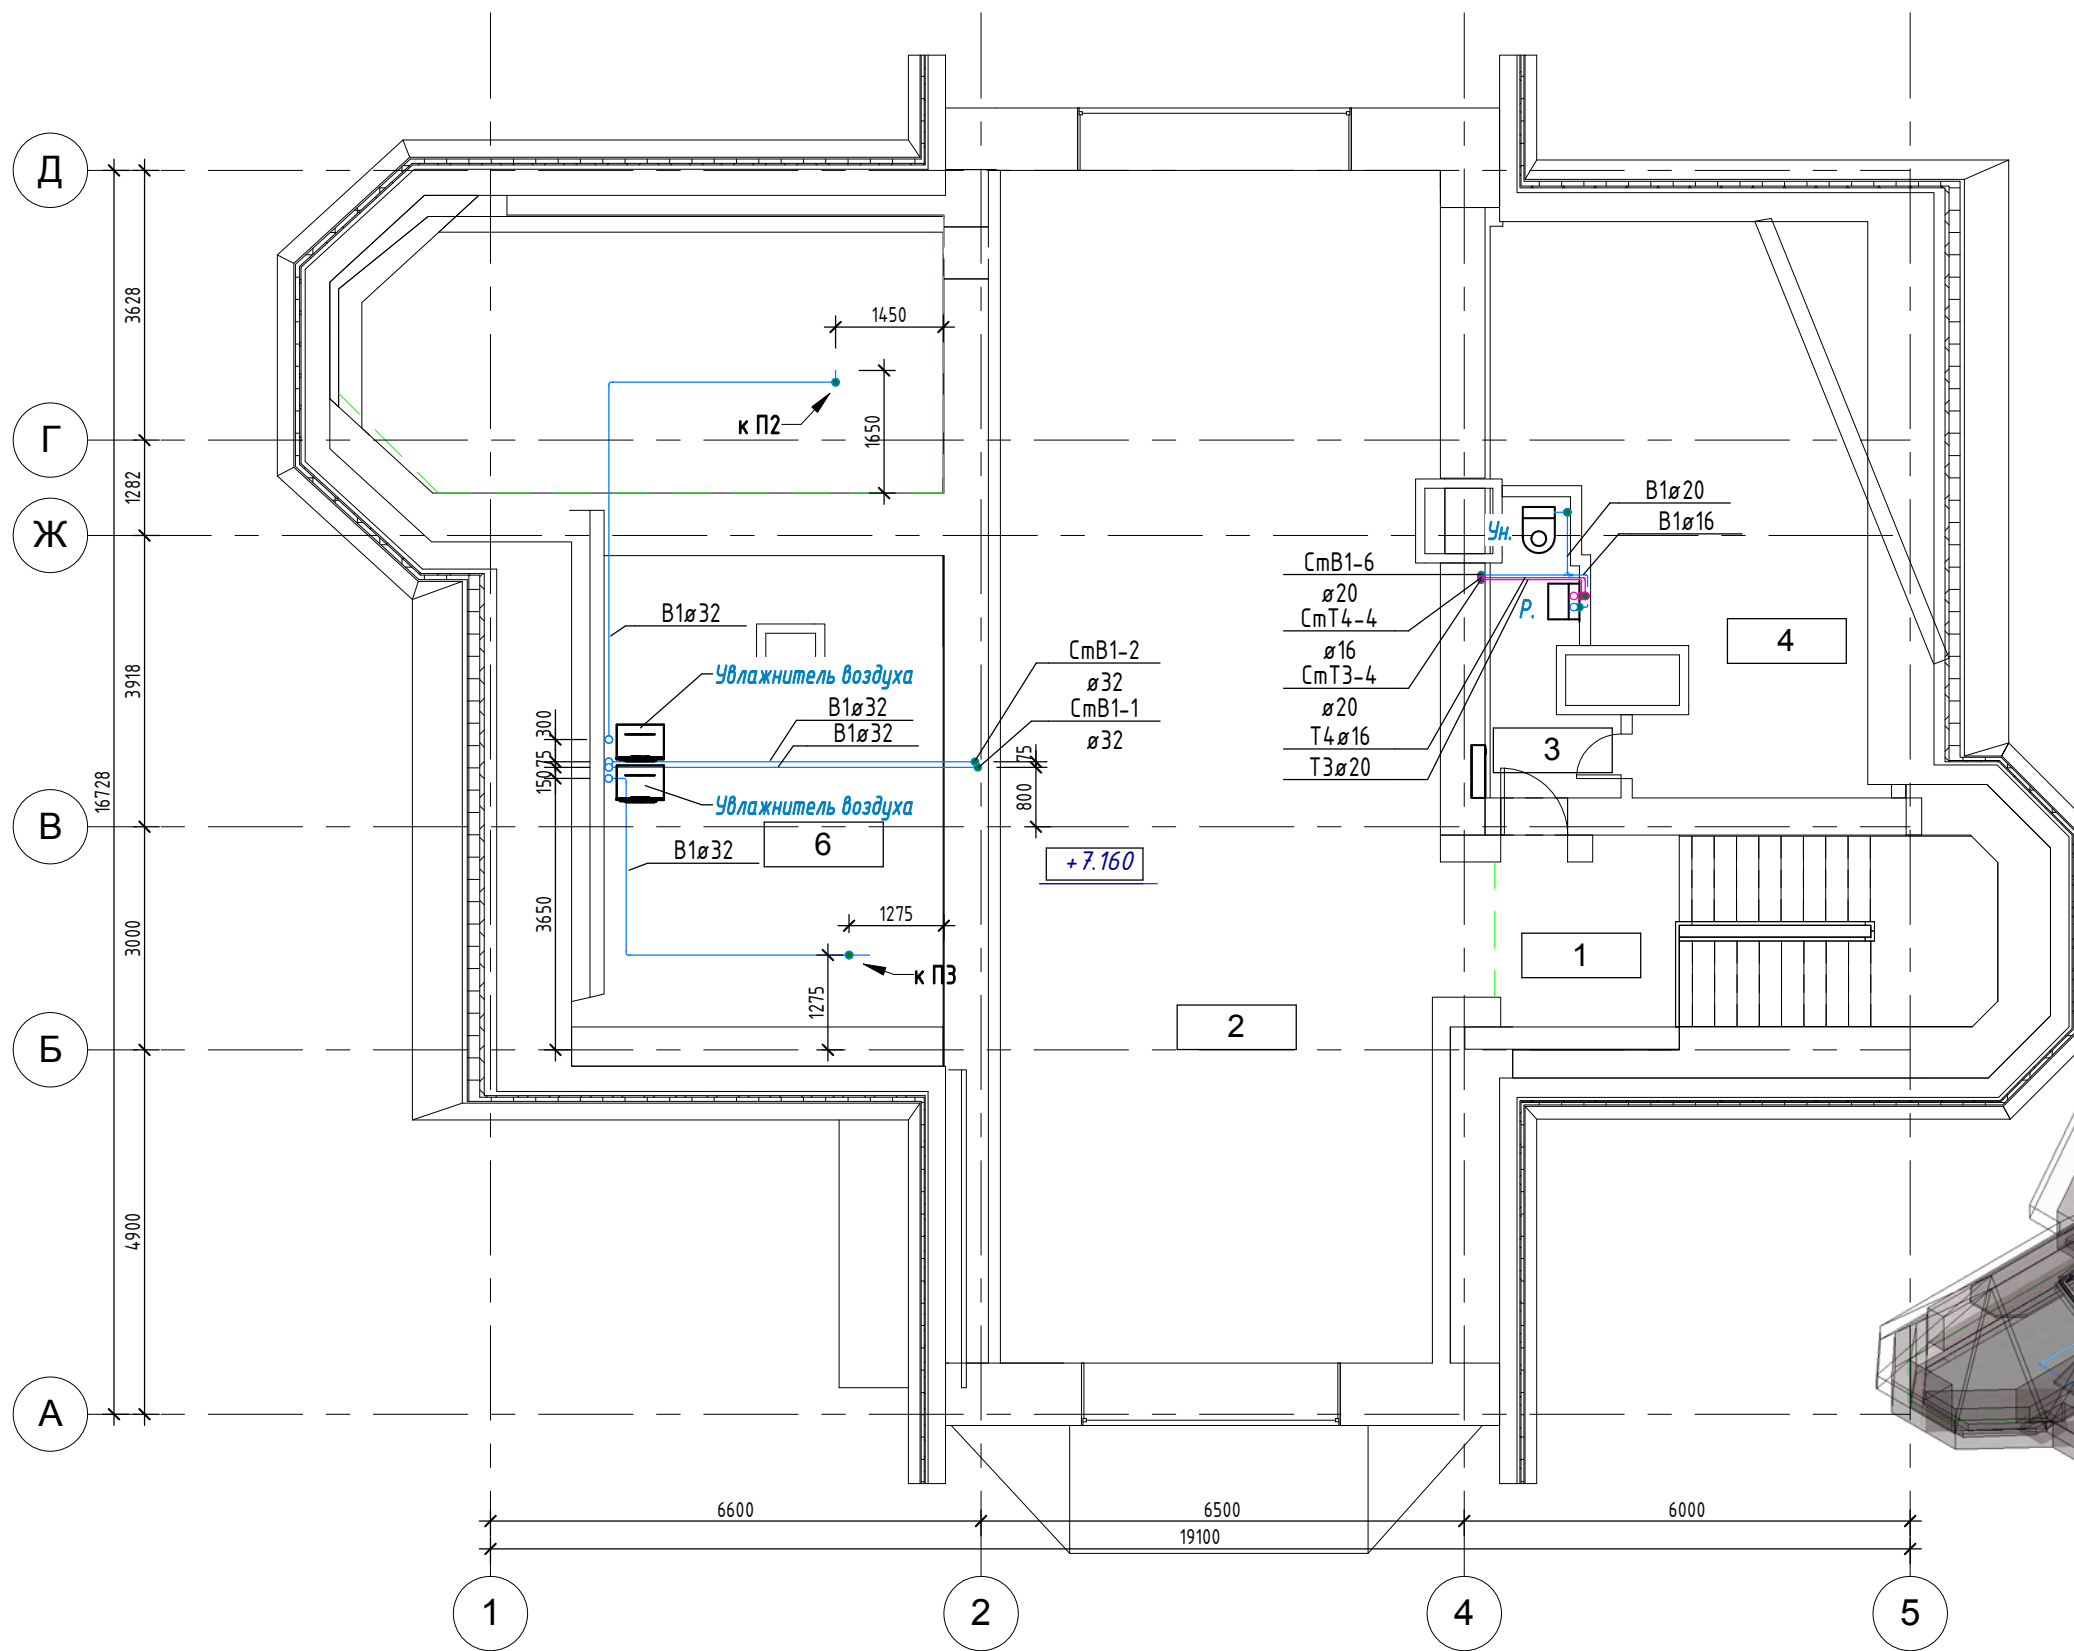 Д
Г
Ж
В
Б
А
3628
1282
3918
3000
4900
16728
1450
1650
к П2
В1ø32
Увлажнитель воздуха
В1ø32
В1ø32
Увлажнитель воздуха
В1ø32
300
75
150
3650
6
1275
1275
к П3
СтВ1-2
ø32
СтВ1-1
ø32
75
800
+7.160
2
Ун.
Р.
В1ø20
В1ø16
СтВ1-6
ø20
СтТ4-4
ø16
СтТ3-4
ø20
Т4ø16
Т3ø20
4
3
1
6600
6500
6000
19100
1
2
4
5